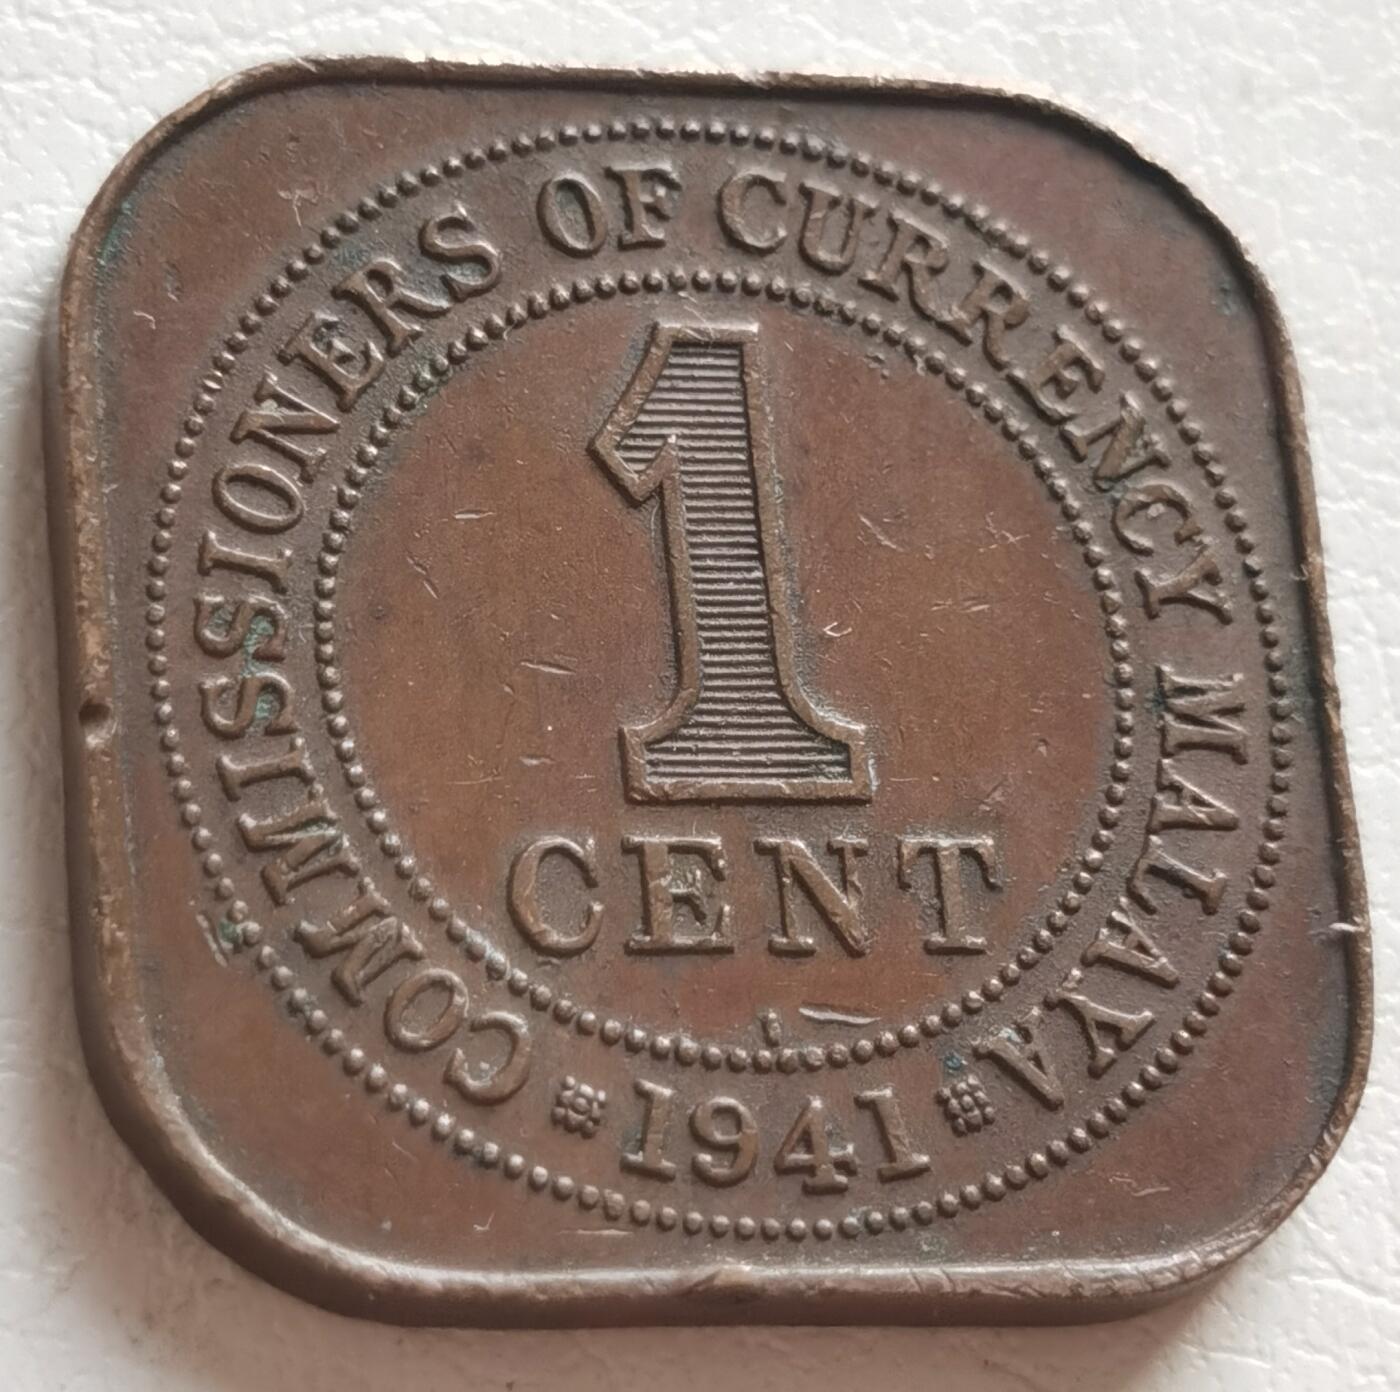 COMMISSIONERS OF CURRENCY MALAYA
1
CENT
1941